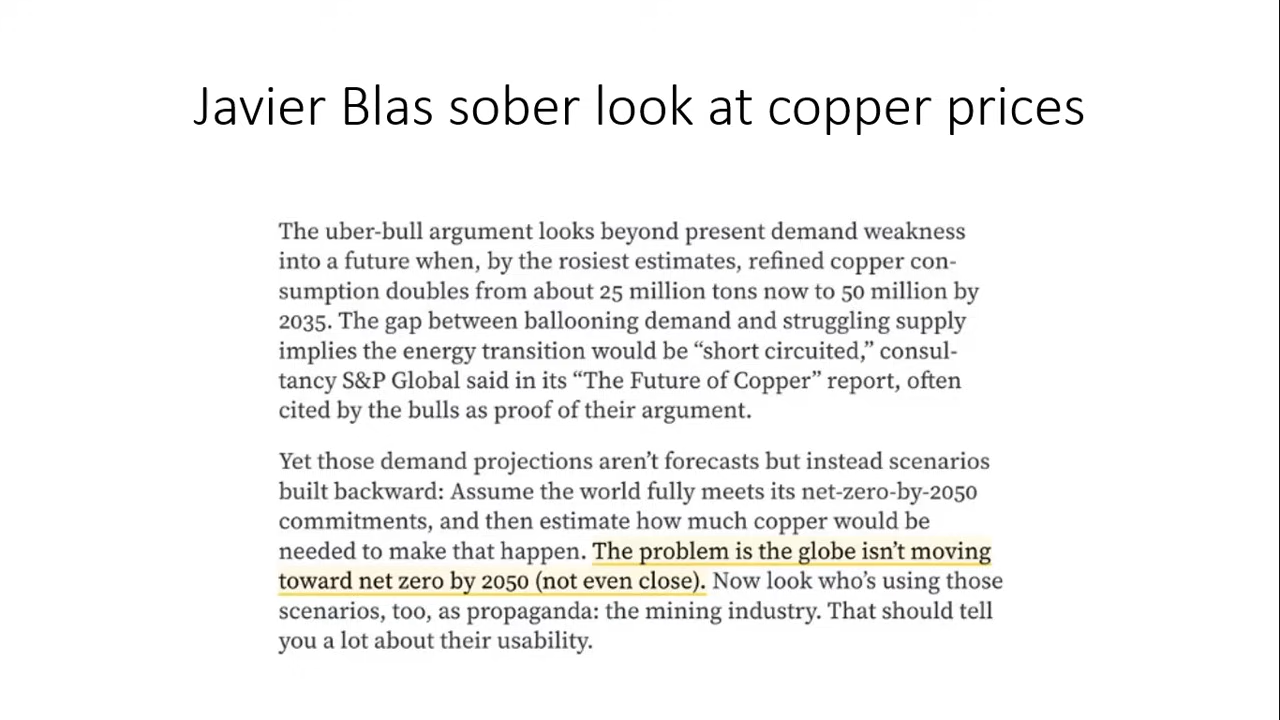 Javier Blas sober look at copper prices
The uber-bull argument looks beyond present demand weakness
into a future when, by the rosiest estimates, refined copper con-
sumption doubles from about 25 million tons now to 50 million by
2035. The gap between ballooning demand and struggling supply
implies the energy transition would be “short circuited,” consul-
tancy S&P Global said in its “The Future of Copper” report, often
cited by the bulls as proof of their argument.
Yet those demand projections aren’t forecasts but instead scenarios
built backward: Assume the world fully meets its net-zero-by-2050
commitments, and then estimate how much copper would be
needed to make that happen. The problem is the globe isn’t moving
toward net zero by 2050 (not even close). Now look who’s using those
scenarios, too, as propaganda: the mining industry. That should tell
you a lot about their usability.